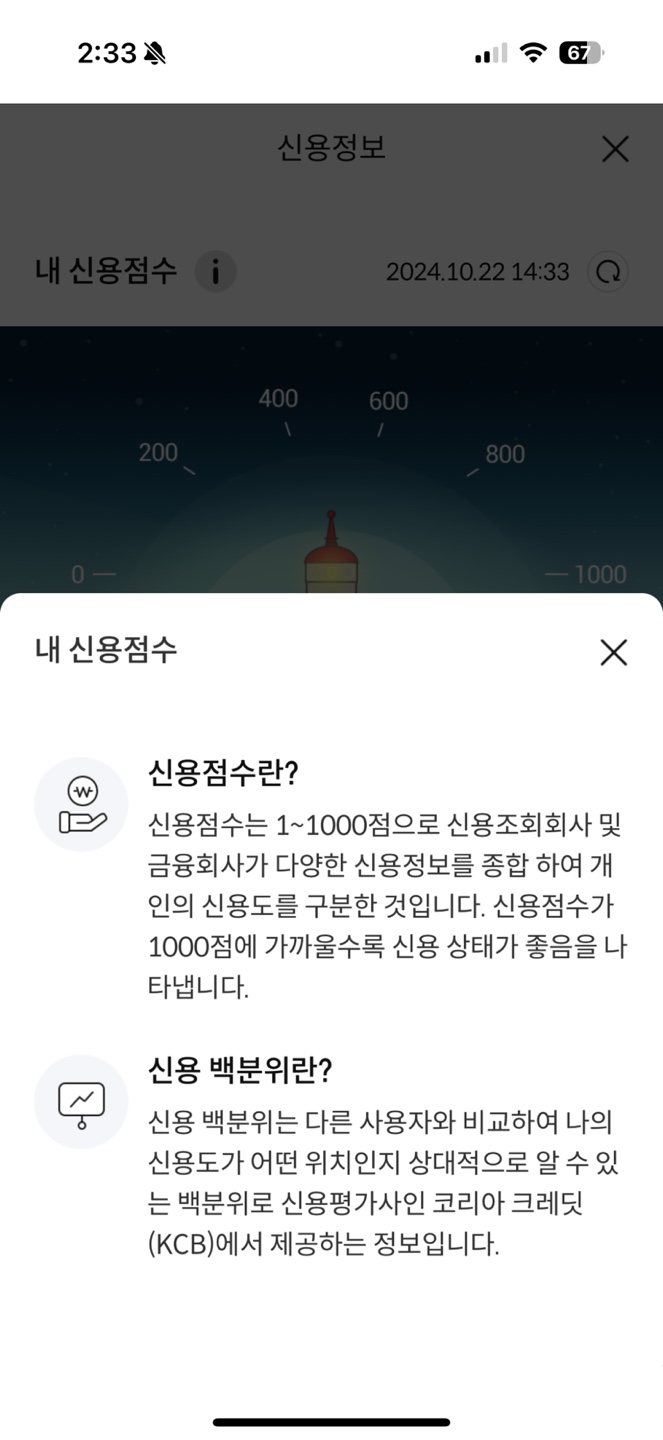 2:33
67
신용정보
내 신용점수 i 2024.10.22 14:33
400 600
200 800
0 1000
내 신용점수
₩
신용점수란?
신용점수는 1~1000점으로 신용조회회사 및
금융회사가 다양한 신용정보를 종합 하여 개
인의 신용도를 구분한 것입니다. 신용점수가
1000점에 가까울수록 신용 상태가 좋음을 나
타냅니다.
신용 백분위란?
신용 백분위는 다른 사용자와 비교하여 나의
신용도가 어떤 위치인지 상대적으로 알 수 있
는 백분위로 신용평가사인 코리아 크레딧
(KCB)에서 제공하는 정보입니다.